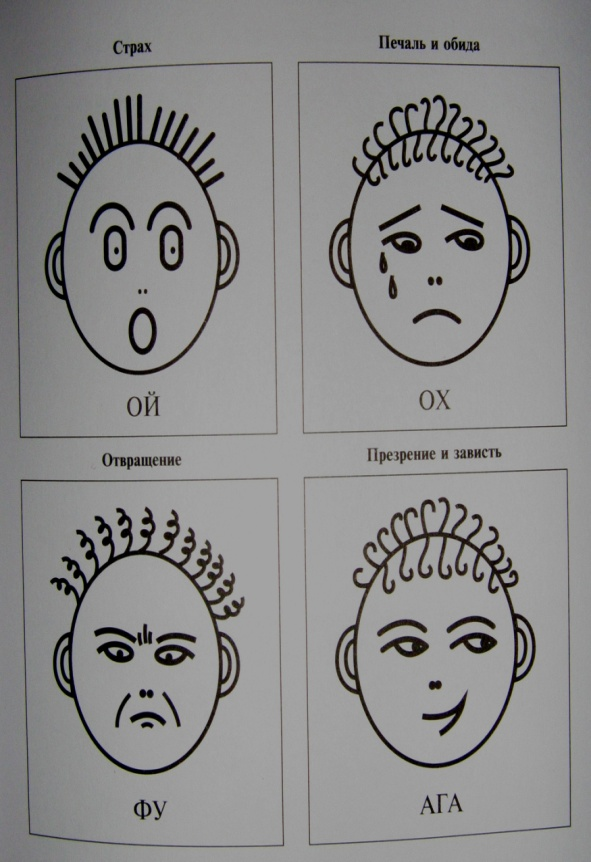 Страх
Печаль и обида
ОЙ
ОХ
Отвращение
Презрение и зависть
ФУ
АГА